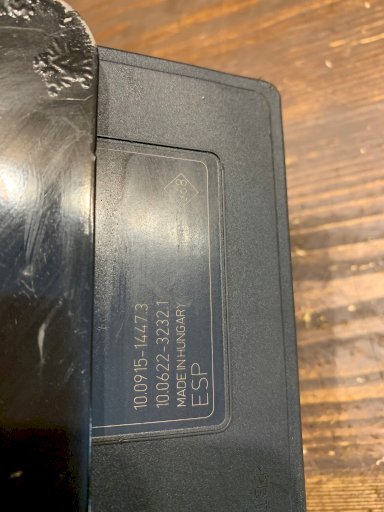 10.0915-1447.3
10.0622-3232.1
MADE IN HUNGARY
ESP